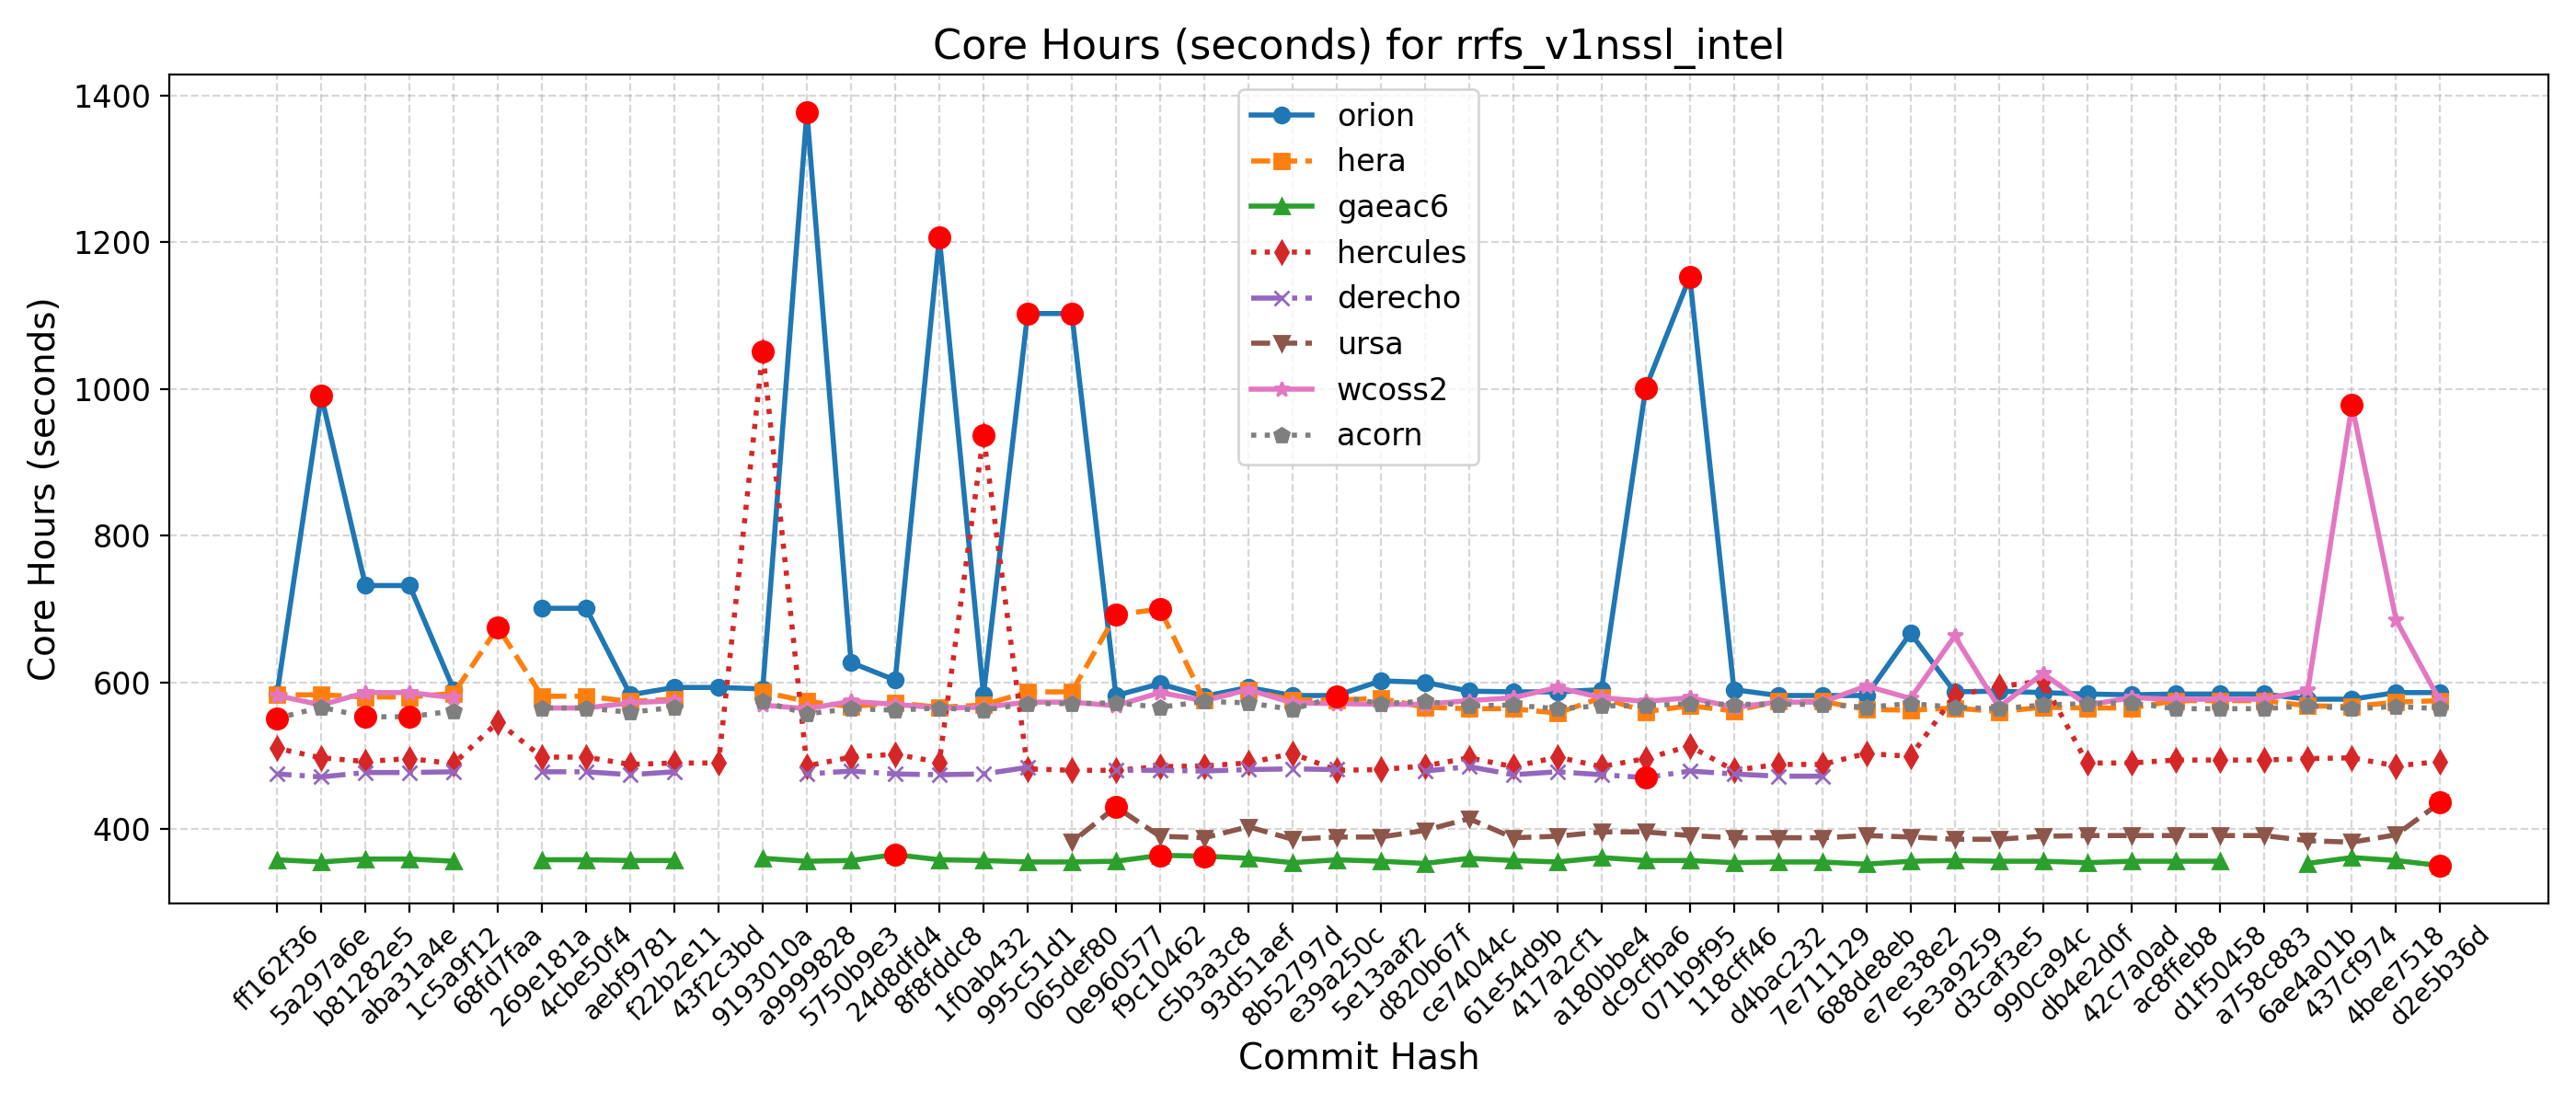 Core Hours (seconds) for rrfs_v1nssl_intel
Core Hours (seconds)
1400
1200
1000
800
600
400
orion
hera
gaeac6
hercules
derecho
ursa
wcoss2
acorn
ff162f36
5a297a6e
b81282e5
aba31a4e
1c5a9f12
68fd7faa
269e181a
4cbe50f4
aebf9781
f22b2e11
43f2c3bd
9193010a
a9999828
5750b9e3
24d8dfd4
8f8fddc8
1f0ab432
995c51d1
065def80
0e960577
f9c10462
c5b3a3c8
93d51aef
8b52797d
e39a250c
5e13aaf2
d820b67f
ce74044c
61e54d9b
417a2cf1
a180bbe4
dc9cfba6
071b9f95
118cff46
d4bac232
7e711129
688de8eb
e7ee38e2
5e3a9259
d3caf3e5
990ca94c
db4e2d0f
42c7a0ad
ac8ffeb8
d1f50458
a758c883
6ae4a01b
437cf974
4bee7518
d2e5b36d
Commit Hash